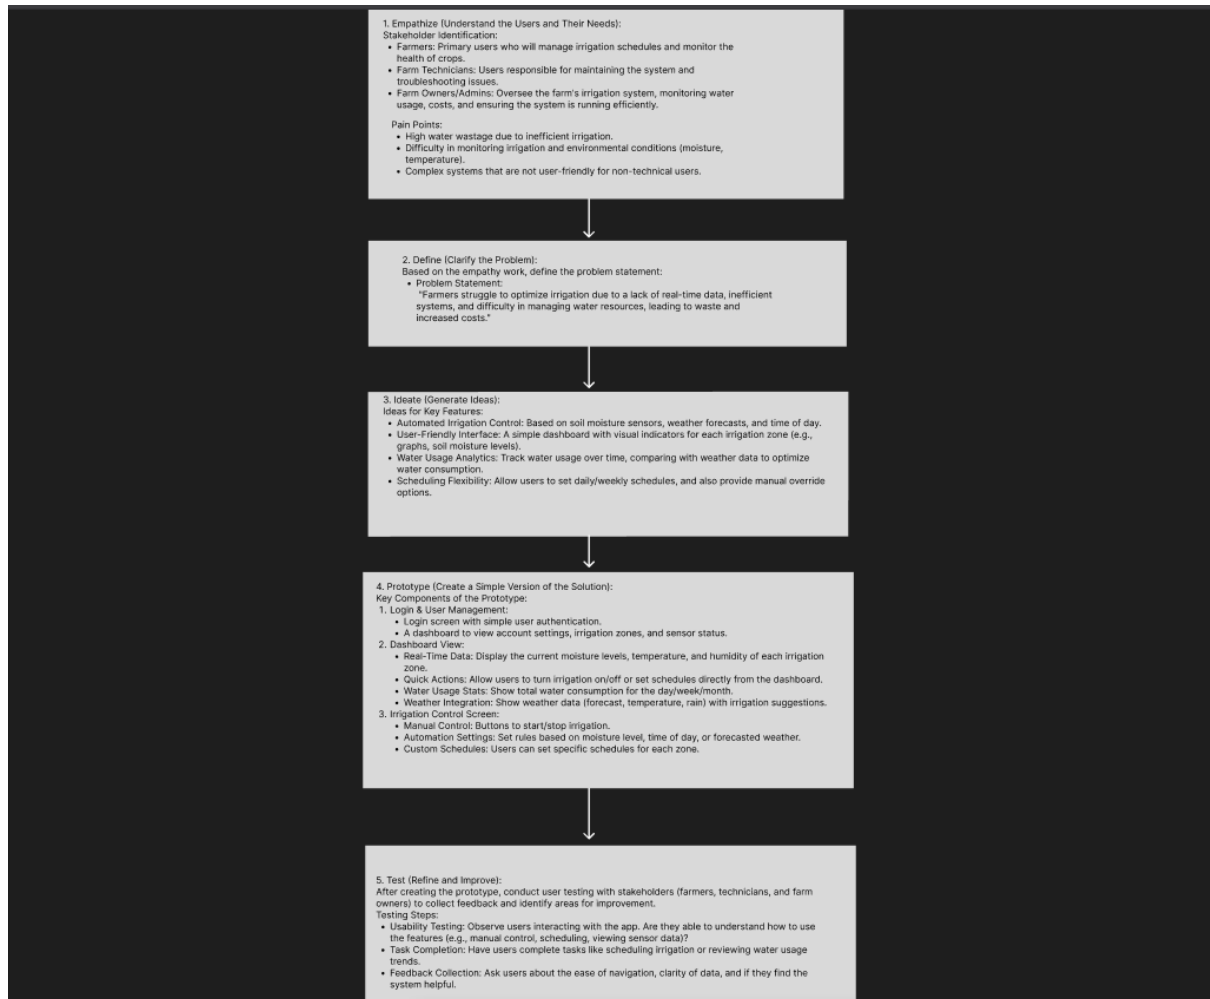 1. Empathize (Understand the Users and Their Needs):
Stakeholder Identification:
• Farmers: Primary users who will manage irrigation schedules and monitor the
health of crops.
• Farm Technicians: Users responsible for maintaining the system and
troubleshooting issues.
• Farm Owners/Admins: Oversee the farm's irrigation system, monitoring water
usage, costs, and ensuring the system is running efficiently.
Pain Points:
• High water wastage due to inefficient irrigation.
• Difficulty in monitoring irrigation and environmental conditions (moisture,
temperature).
• Complex systems that are not user-friendly for non-technical users.
2. Define (Clarify the Problem):
Based on the empathy work, define the problem statement:
• Problem Statement:
"Farmers struggle to optimize irrigation due to a lack of real-time data, inefficient
systems, and difficulty in managing water resources, leading to waste and
increased costs."
3. Ideate (Generate Ideas):
Ideas for Key Features:
• Automated Irrigation Control: Based on soil moisture sensors, weather forecasts, and time of day.
• User-Friendly Interface: A simple dashboard with visual indicators for each irrigation zone (e.g.,
graphs, soil moisture levels).
• Water Usage Analytics: Track water usage over time, comparing with weather data to optimize
water consumption.
• Scheduling Flexibility: Allow users to set daily/weekly schedules, and also provide manual override
options.
4. Prototype (Create a Simple Version of the Solution):
Key Components of the Prototype:
1. Login & User Management:
• Login screen with simple user authentication.
• A dashboard to view account settings, irrigation zones, and sensor status.
2. Dashboard View:
• Real-Time Data: Display the current moisture levels, temperature, and humidity of each irrigation
zone.
• Quick Actions: Allow users to turn irrigation on/off or set schedules directly from the dashboard.
• Water Usage Stats: Show total water consumption for the day/week/month.
• Weather Integration: Show weather data (forecast, temperature, rain) with irrigation suggestions.
3. Irrigation Control Screen:
• Manual Control: Buttons to start/stop irrigation.
• Automation Settings: Set rules based on moisture level, time of day, or forecasted weather.
• Custom Schedules: Users can set specific schedules for each zone.
5. Test (Refine and Improve):
After creating the prototype, conduct user testing with stakeholders (farmers, technicians, and farm
owners) to collect feedback and identify areas for improvement.
Testing Steps:
• Usability Testing: Observe users interacting with the app. Are they able to understand how to use
the features (e.g., manual control, scheduling, viewing sensor data)?
• Task Completion: Have users complete tasks like scheduling irrigation or reviewing water usage
trends.
• Feedback Collection: Ask users about the ease of navigation, clarity of data, and if they find the
system helpful.